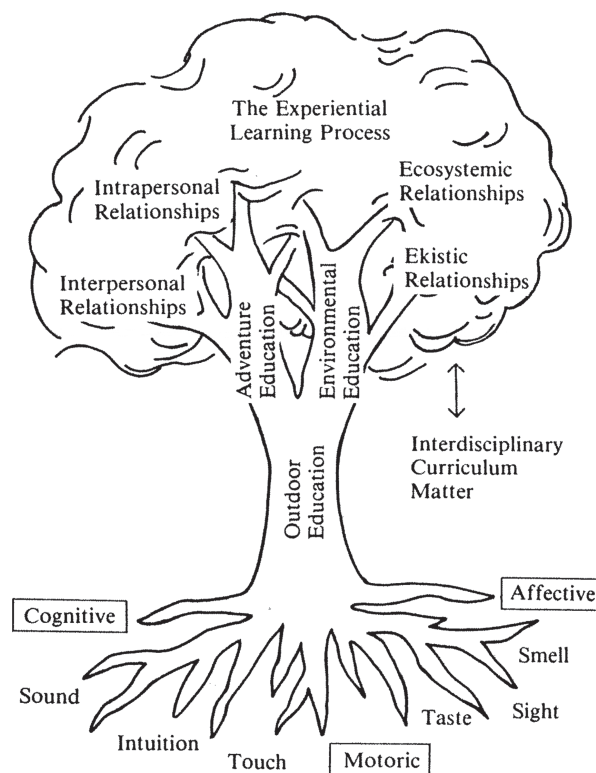 The Experiential
Learning Process
Intrapersonal
Relationships
Ecosystemic
Relationships
Interpersonal
Relationships
Ekistic
Relationships
Adventure
Education
Environmental
Education
Interdisciplinary
Curriculum
Matter
Outdoor
Education
Cognitive
Affective
Smell
Sound
Sight
Taste
Intuition
Touch
Motoric